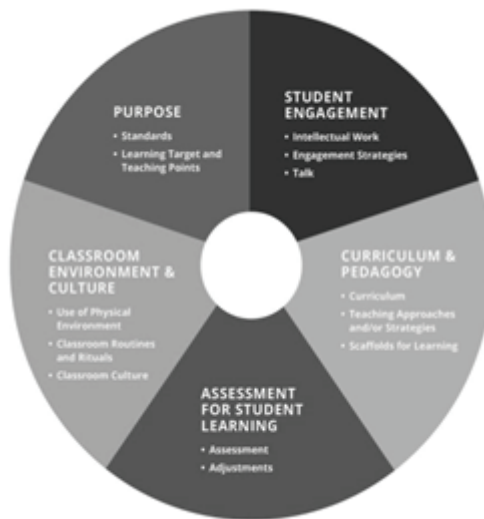 PURPOSE
• Standards
• Learning Target and
Teaching Points
STUDENT
ENGAGEMENT
• Intellectual Work
• Engagement Strategies
• Talk
CURRICULUM &
PEDAGOGY
• Curriculum
• Teaching Approaches
and/or Strategies
• Scaffolds for Learning
ASSESSMENT
FOR STUDENT
LEARNING
• Assessment
• Adjustments
CLASSROOM
ENVIRONMENT &
CULTURE
• Use of Physical
Environment
• Classroom Routines
and Rituals
• Classroom Culture